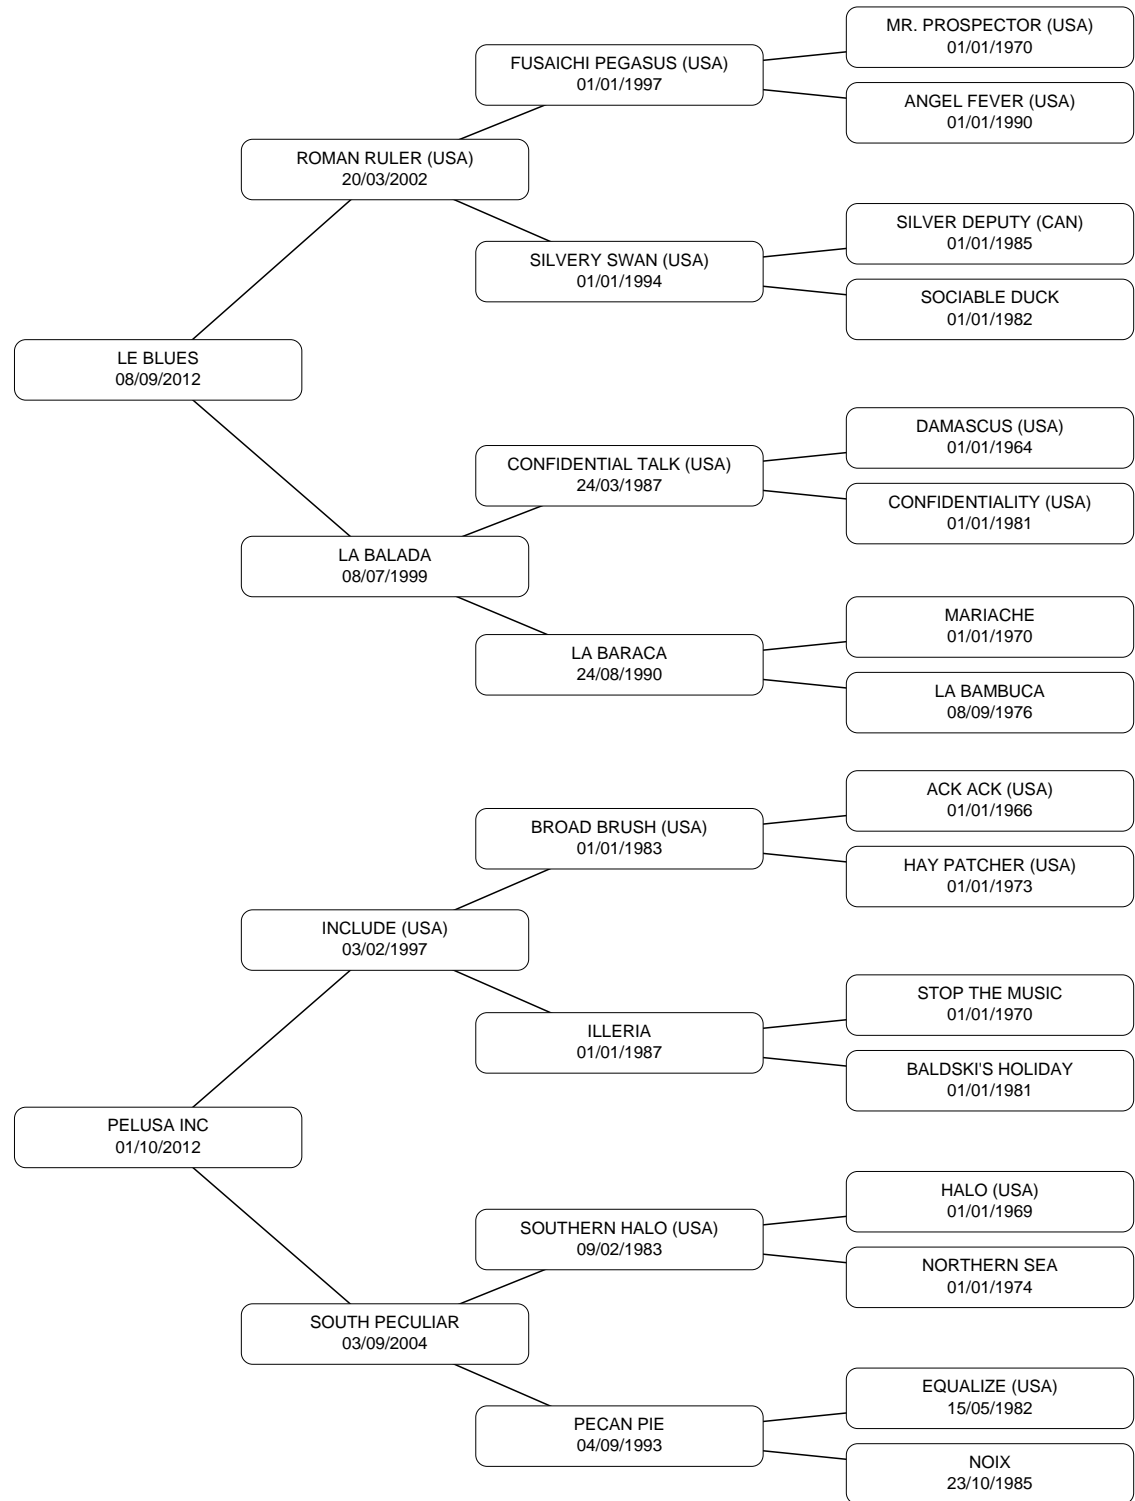 MR. PROSPECTOR (USA)
01/01/1970
FUSAICHI PEGASUS (USA)
01/01/1997
ANGEL FEVER (USA)
01/01/1990
ROMAN RULER (USA)
20/03/2002
SILVER DEPUTY (CAN)
01/01/1985
SILVERY SWAN (USA)
01/01/1994
SOCIABLE DUCK
01/01/1982
LE BLUES
08/09/2012
DAMASCUS (USA)
01/01/1964
CONFIDENTIAL TALK (USA)
24/03/1987
CONFIDENTIALITY (USA)
01/01/1981
LA BALADA
08/07/1999
MARIACHE
01/01/1970
LA BARACA
24/08/1990
LA BAMBUCA
08/09/1976
ACK ACK (USA)
01/01/1966
BROAD BRUSH (USA)
01/01/1983
HAY PATCHER (USA)
01/01/1973
INCLUDE (USA)
03/02/1997
STOP THE MUSIC
01/01/1970
ILLERIA
01/01/1987
BALDSKI'S HOLIDAY
01/01/1981
PELUSA INC
01/10/2012
HALO (USA)
01/01/1969
SOUTHERN HALO (USA)
09/02/1983
NORTHERN SEA
01/01/1974
SOUTH PECULIAR
03/09/2004
EQUALIZE (USA)
15/05/1982
PECAN PIE
04/09/1993
NOIX
23/10/1985